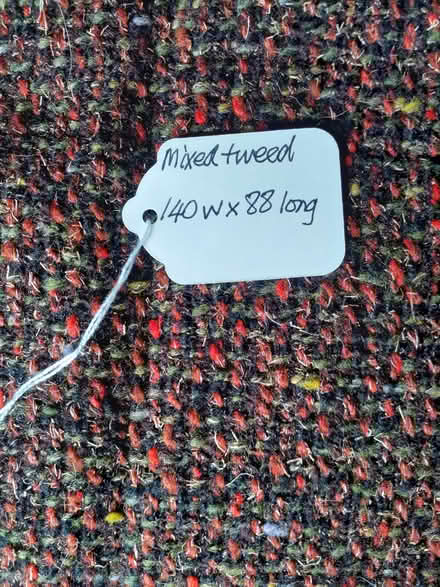 Mixed tweed
140 W x 88 long